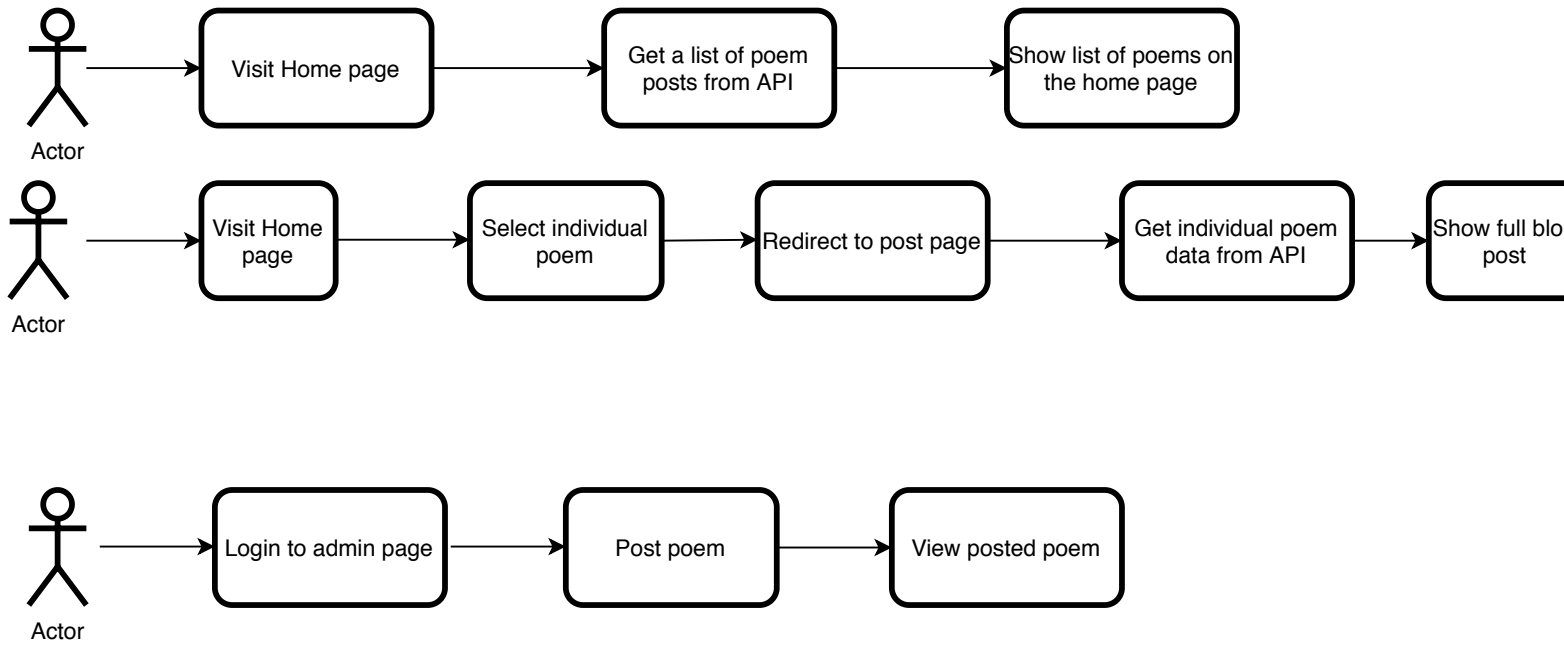 Visit Home page
Get a list of poem
posts from API
Show list of poems on
the home page
Actor
Visit Home
page
Select individual
poem
Redirect to post page
Get individual poem
data from API
Show full blo
post
Actor
Login to admin page
Post poem
View posted poem
Actor